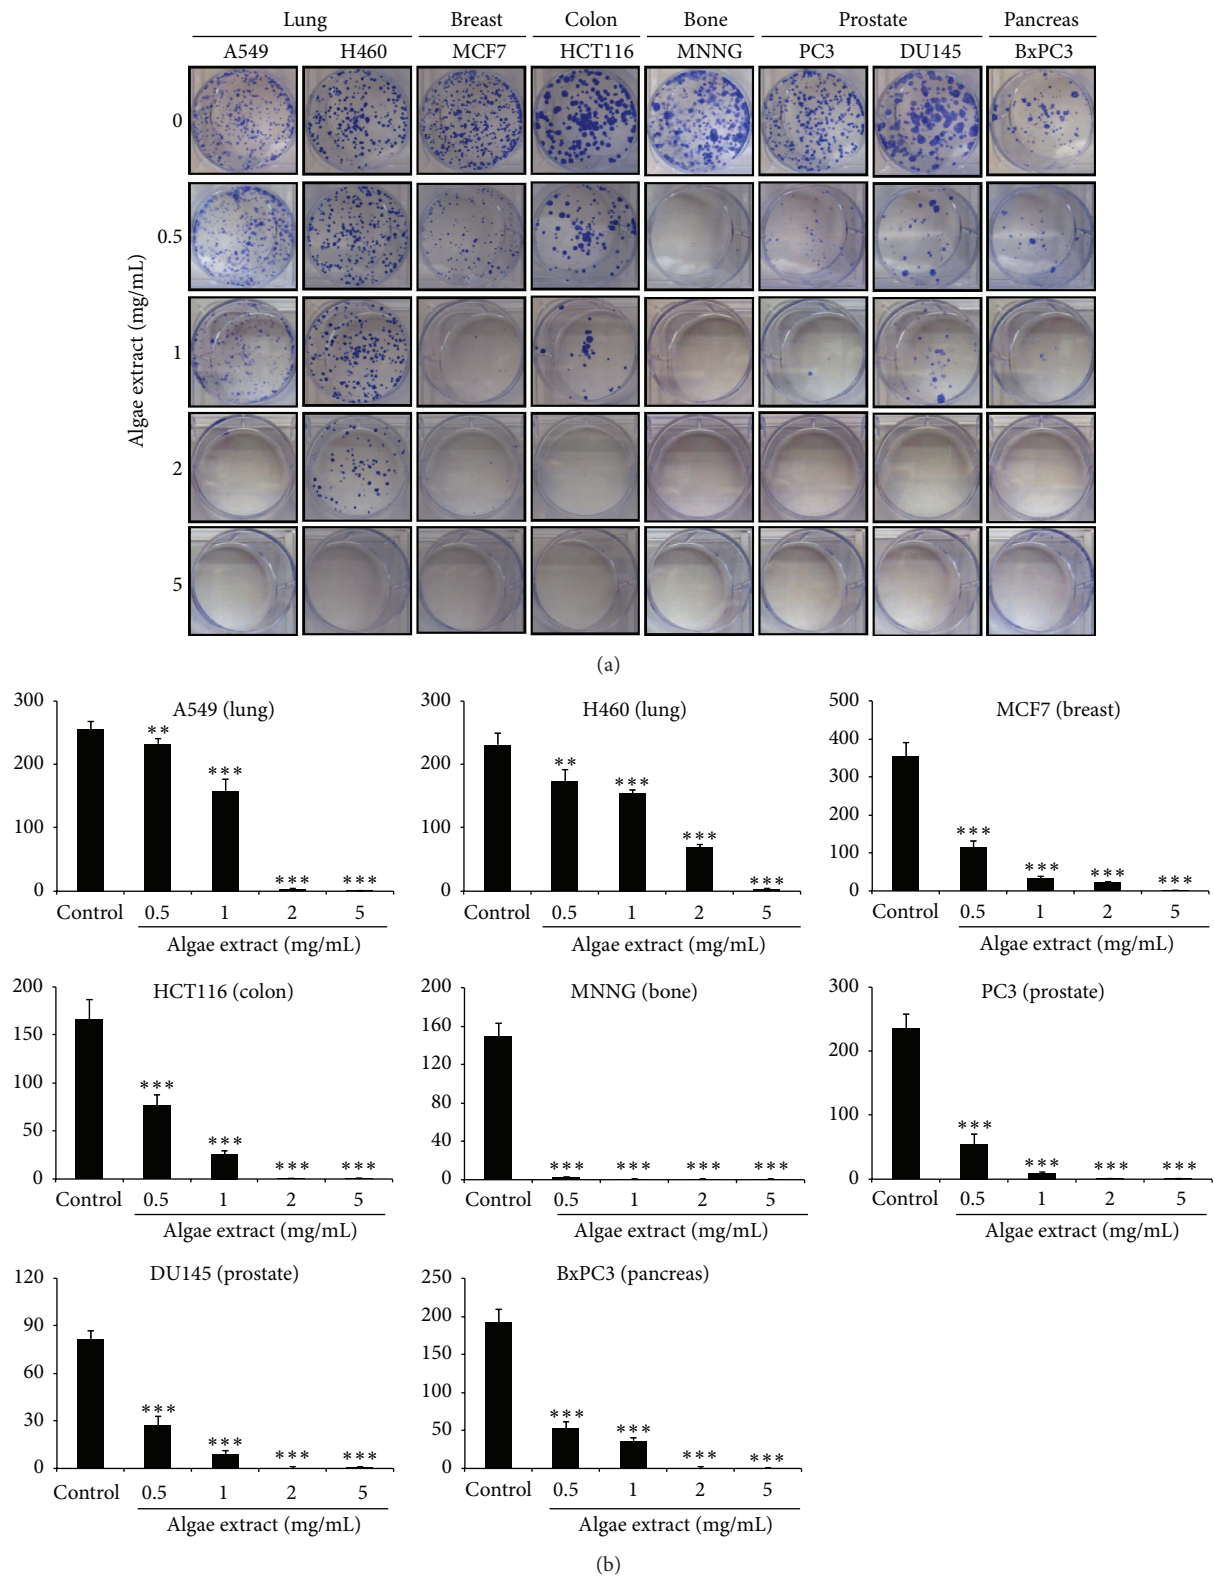 Lung Breast Colon Bone Prostate Pancreas
A549 H460 MCF7 HCT116 MNNG PC3 DU145 BxPC3
Algae extract (mg/mL)
0
0.5
1
2
5
(a)
A549 (lung)
300
200
100
0
** *** *** ***
Control 0.5 1 2 5
Algae extract (mg/mL)
H460 (lung)
300
200
100
0
** *** *** ***
Control 0.5 1 2 5
Algae extract (mg/mL)
MCF7 (breast)
500
400
300
200
100
0
*** *** *** ***
Control 0.5 1 2 5
Algae extract (mg/mL)
HCT116 (colon)
200
150
100
50
0
*** *** *** ***
Control 0.5 1 2 5
Algae extract (mg/mL)
MNNG (bone)
200
160
120
80
40
0
*** *** *** ***
Control 0.5 1 2 5
Algae extract (mg/mL)
PC3 (prostate)
300
200
100
0
*** *** *** ***
Control 0.5 1 2 5
Algae extract (mg/mL)
DU145 (prostate)
120
90
60
30
0
*** *** *** ***
Control 0.5 1 2 5
Algae extract (mg/mL)
BxPC3 (pancreas)
250
200
150
100
50
0
*** *** *** ***
Control 0.5 1 2 5
Algae extract (mg/mL)
(b)